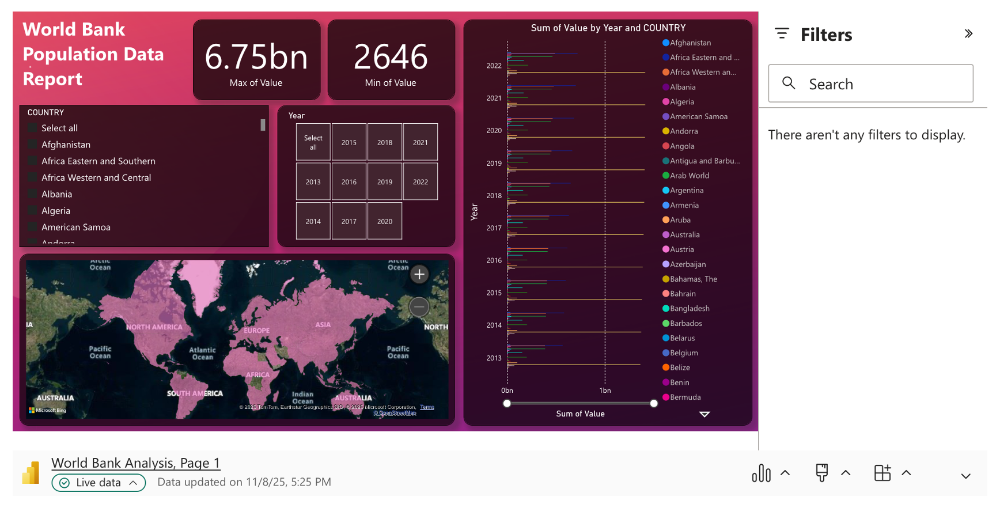 World Bank
Population Data
Report
6.75bn
Max of Value
2646
Min of Value
COUNTRY
Select all
Afghanistan
Africa Eastern and Southern
Africa Western and Central
Albania
Algeria
American Samoa
Andorra
Year
Select all
2015
2018
2021
2013
2016
2019
2022
2014
2017
2020
Arctic
Ocean
Arctic
Ocean
IA
NORTH AMERICA
EUROPE
ASIA
NORTH
Pacific
Ocean
Atlantic
Ocean
Pacific
Ocean
AFRICA
AUSTRALIA
SOUTH AMERICA
Indian
Ocean
AUSTRALIA
Microsoft Bing
© 2025 TomTom, Earthstar Geographics SIO, © 2025 Microsoft Corporation, Terms
© OpenStreetMap
Sum of Value by Year and COUNTRY
Year
2022
2021
2020
2019
2018
2017
2016
2015
2014
2013
0bn
1bn
Sum of Value
Afghanistan
Africa Eastern and ...
Africa Western an...
Albania
Algeria
American Samoa
Andorra
Angola
Antigua and Barbu...
Arab World
Argentina
Armenia
Aruba
Australia
Austria
Azerbaijan
Bahamas, The
Bahrain
Bangladesh
Barbados
Belarus
Belgium
Belize
Benin
Bermuda
Filters
Search
There aren't any filters to display.
World Bank Analysis, Page 1
Live data
Data updated on 11/8/25, 5:25 PM